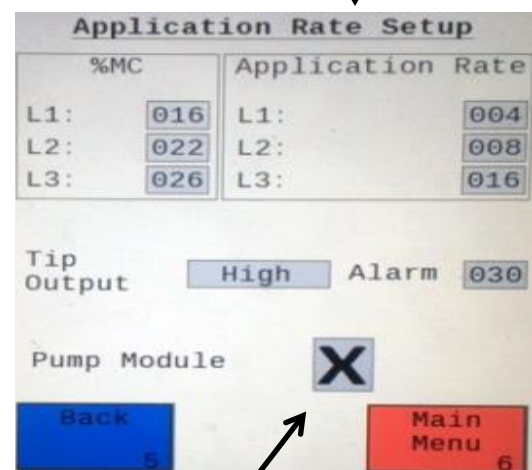 Application Rate Setup
%MC Application Rate
L1: 016 L1: 004
L2: 022 L2: 008
L3: 026 L3: 016
Tip
Output High Alarm 030
Pump Module X
Back
5
Main
Menu
6